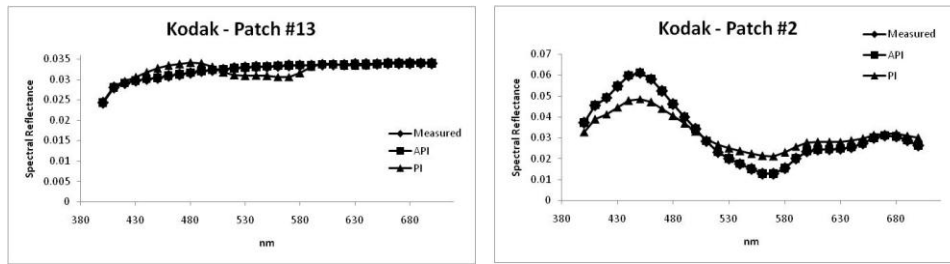 Kodak - Patch #13
Spectral Reflectance
0.035
0.03
0.025
0.02
0.015
0.01
0.005
0
380 430 480 530 580 630 680
nm
Measured
API
PI
Kodak - Patch #2
Spectral Reflectance
0.07
0.06
0.05
0.04
0.03
0.02
0.01
0
380 430 480 530 580 630 680
nm
Measured
API
PI